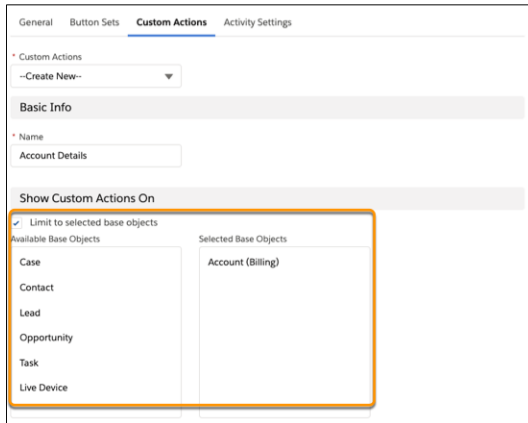 General Button Sets Custom Actions Activity Settings
* Custom Actions
--Create New--
Basic Info
* Name
Account Details
Show Custom Actions On
Limit to selected base objects
Available Base Objects Selected Base Objects
Case Account (Billing)
Contact
Lead
Opportunity
Task
Live Device